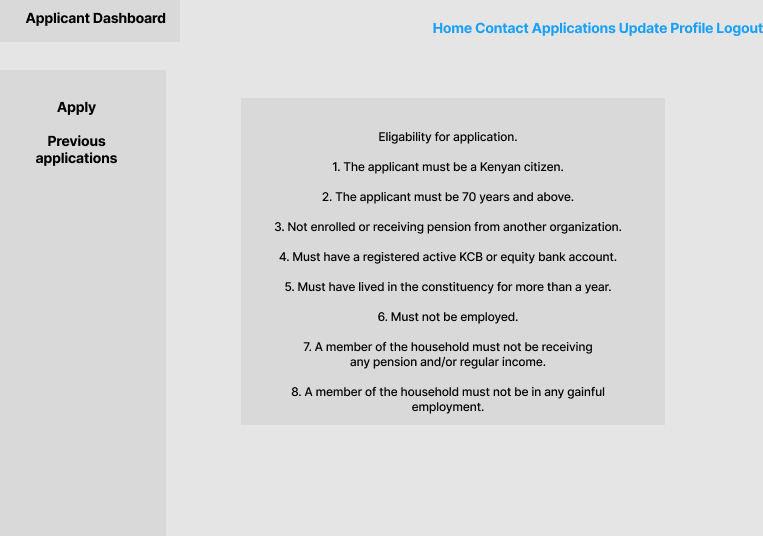 Applicant Dashboard
Home Contact Applications Update Profile Logout
Apply
Previous
applications
Eligability for application.
1. The applicant must be a Kenyan citizen.
2. The applicant must be 70 years and above.
3. Not enrolled or receiving pension from another organization.
4. Must have a registered active KCB or equity bank account.
5. Must have lived in the constituency for more than a year.
6. Must not be employed.
7. A member of the household must not be receiving
any pension and/or regular income.
8. A member of the household must not be in any gainful
employment.